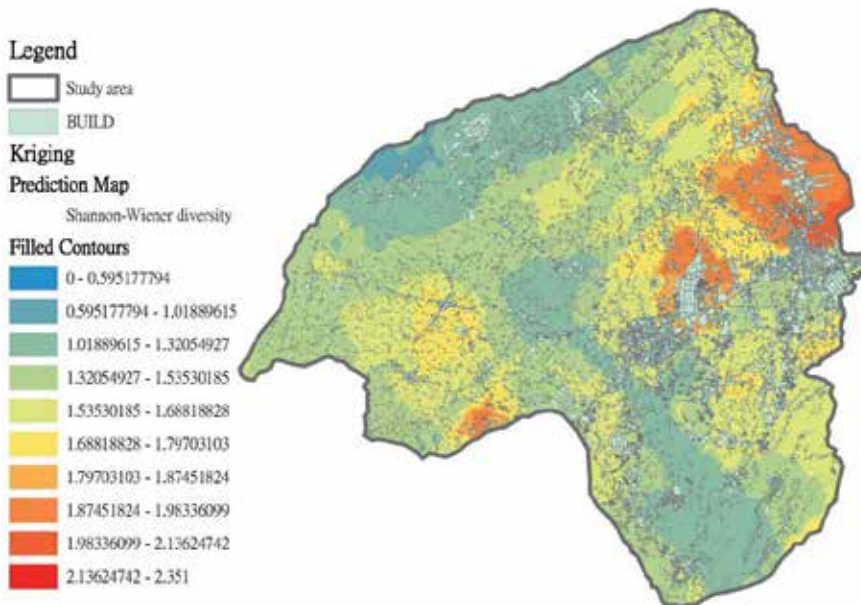 Legend
Study area
BUILD
Kriging
Prediction Map
Shannon-Wiener diversity
Filled Contours
0 - 0.595177794
0.595177794 - 1.01889615
1.01889615 - 1.32054927
1.32054927 - 1.53530185
1.53530185 - 1.68818828
1.68818828 - 1.79703103
1.79703103 - 1.87451824
1.87451824 - 1.98336099
1.98336099 - 2.13624742
2.13624742 - 2.351